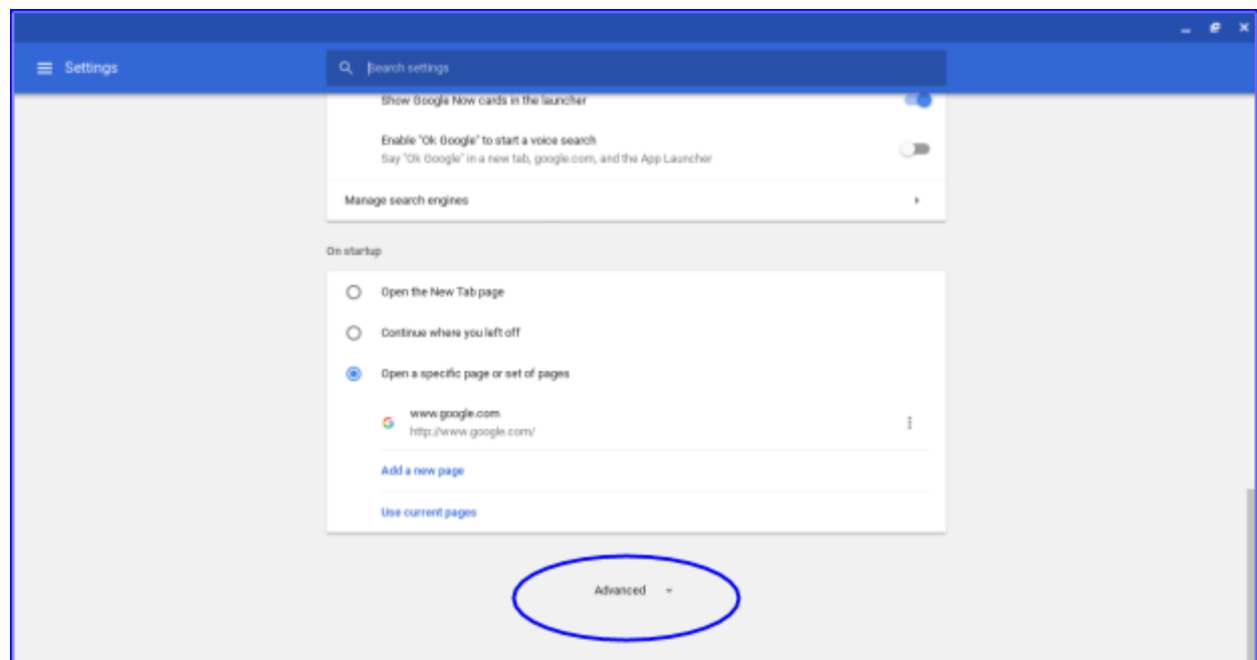 Settings
Search settings
Show Google Now cards in the launcher
Enable "Ok Google" to start a voice search
Say "Ok Google" in a new tab, google.com, and the App Launcher
Manage search engines
On startup
Open the New Tab page
Continue where you left off
Open a specific page or set of pages
www.google.com
http://www.google.com/
Add a new page
Use current pages
Advanced